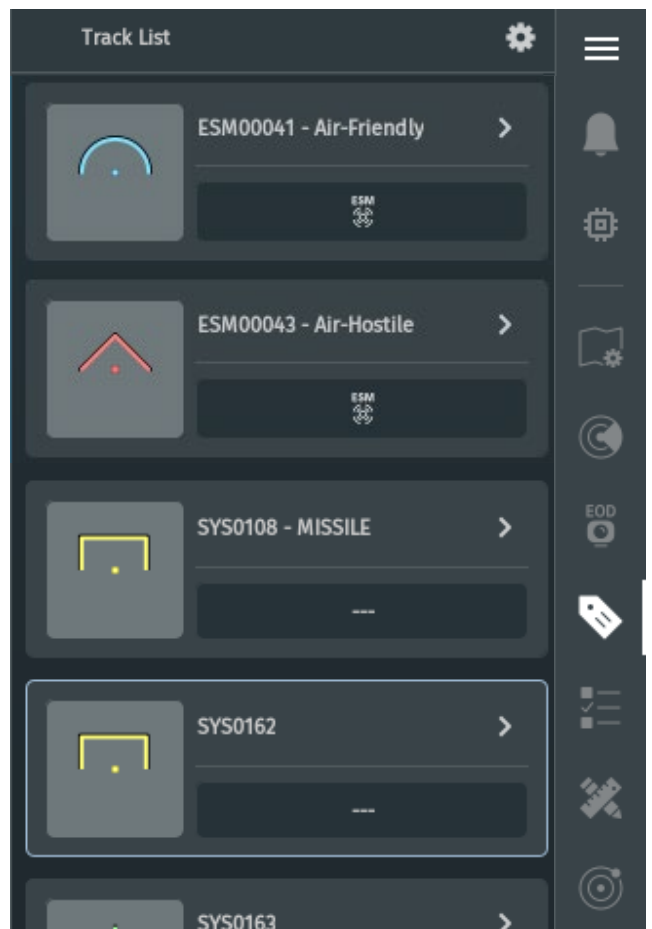 Track List
ESM00041 - Air-Friendly
ESM
ESM00043 - Air-Hostile
ESM
EOD
SYS0108 - MISSILE
---
SYS0162
---
SYS0163